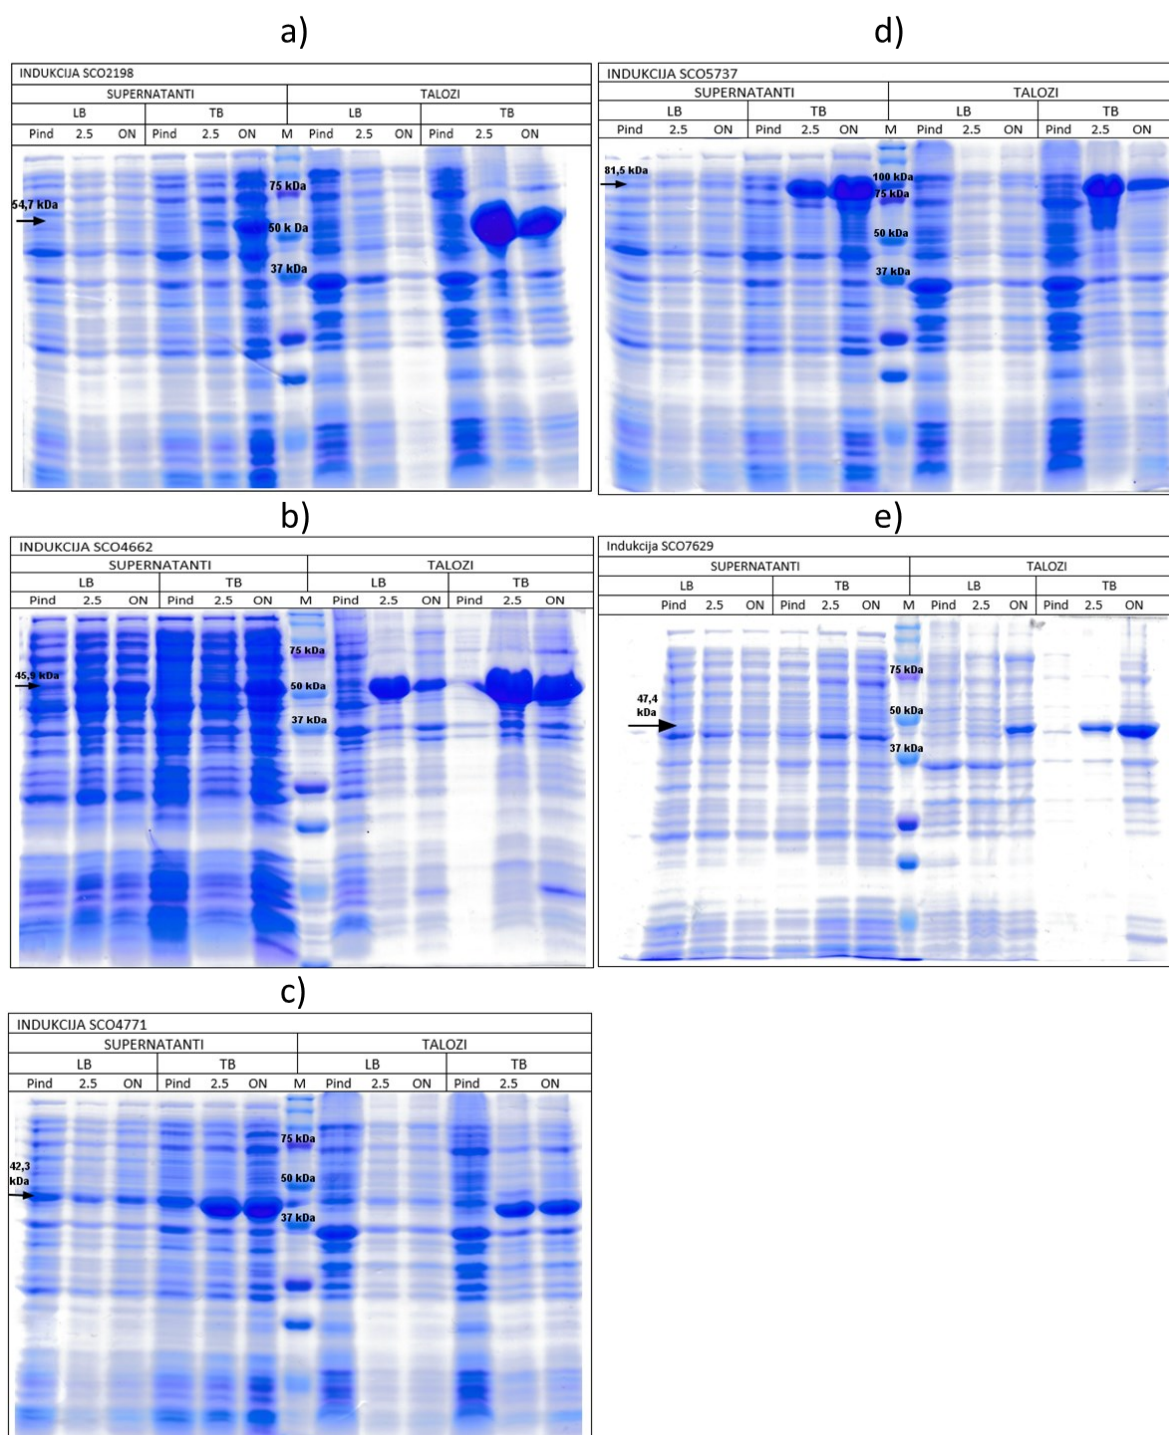 a)
INDUKCIJA SCO2198
SUPERNATANTI TALOZI
LB TB LB TB
Pind 2.5 ON Pind 2.5 ON M Pind 2.5 ON Pind 2.5 ON
75 kDa
54,7 kDa
50 k Da
37 kDa
d)
INDUKCIJA SCO5737
SUPERNATANTI TALOZI
LB TB LB TB
Pind 2.5 ON Pind 2.5 ON M Pind 2.5 ON Pind 2.5 ON
81,5 kDa
100 kDa
75 kDa
50 kDa
37 kDa
b)
INDUKCIJA SCO4662
SUPERNATANTI TALOZI
LB TB LB TB
Pind 2.5 ON Pind 2.5 ON M Pind 2.5 ON Pind 2.5 ON
75 kDa
45,9 kDa
50 kDa
37 kDa
e)
Indukcija SCO7629
SUPERNATANTI TALOZI
LB TB LB TB
Pind 2.5 ON Pind 2.5 ON M Pind 2.5 ON Pind 2.5 ON
75 kDa
47,4
kDa
50 kDa
37 kDa
c)
INDUKCIJA SCO4771
SUPERNATANTI TALOZI
LB TB LB TB
Pind 2.5 ON Pind 2.5 ON M Pind 2.5 ON Pind 2.5 ON
75 kDa
42,3
kDa
50 kDa
37 kDa